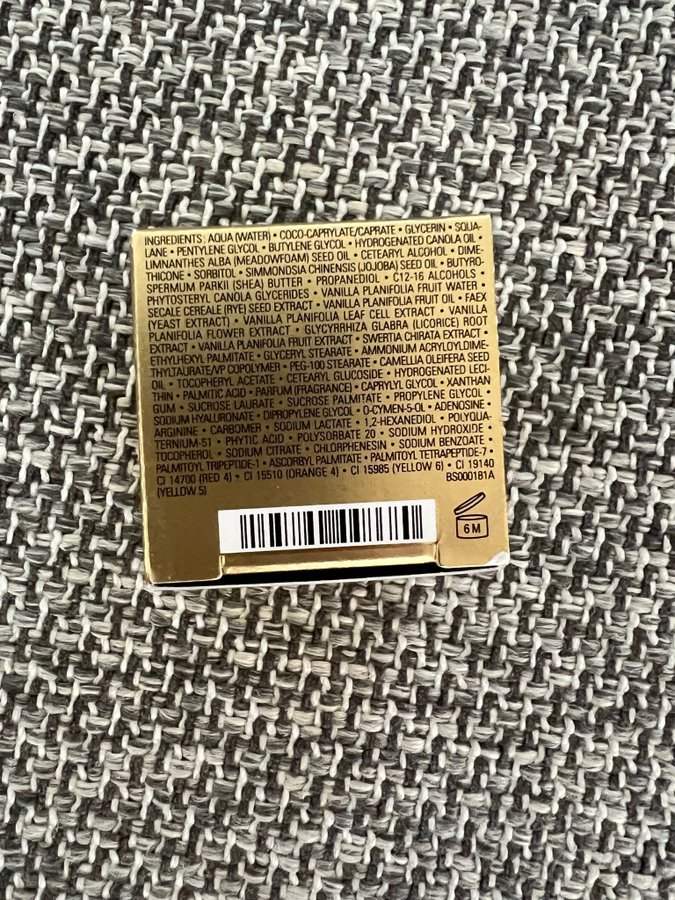 INGREDIENTS: AQUA (WATER) • COCO-CAPRYLATE/CAPRATE • GLYCERIN • SQUA-
LANE • PENTYLENE GLYCOL • BUTYLENE GLYCOL • HYDROGENATED CANOLA OIL •
LIMNANTHES ALBA (MEADOWFOAM) SEED OIL • CETEARYL ALCOHOL • DIME-
THICONE • SORBITOL • SIMMONDSIA CHINENSIS (JOJOBA) SEED OIL • BUTYRO-
SPERMUM PARKII (SHEA) BUTTER • PROPANEDIOL • C12-16 ALCOHOLS •
PHYTOSTERYL CANOLA GLYCERIDES • VANILLA PLANIFOLIA FRUIT WATER •
SECALE CEREALE (RYE) SEED EXTRACT • VANILLA PLANIFOLIA FRUIT OIL • FAEX
(YEAST EXTRACT) • VANILLA PLANIFOLIA LEAF CELL EXTRACT • VANILLA
PLANIFOLIA FLOWER EXTRACT • GLYCYRRHIZA GLABRA (LICORICE) ROOT
EXTRACT • VANILLA PLANIFOLIA FRUIT EXTRACT • SWERTIA CHIRATA EXTRACT •
ETHYLHEXYL PALMITATE • GLYCERYL STEARATE • AMMONIUM ACRYLOYLDIME-
THYLTAURATE/VP COPOLYMER • PEG-100 STEARATE • CAMELLIA OLEIFERA SEED
OIL • TOCOPHERYL ACETATE • CETEARYL GLUCOSIDE • HYDROGENATED LECI-
THIN • PALMITIC ACID • PARFUM (FRAGRANCE) • CAPRYLYL GLYCOL • XANTHAN
GUM • SUCROSE LAURATE • SUCROSE PALMITATE • PROPYLENE GLYCOL •
SODIUM HYALURONATE • DIPROPYLENE GLYCOL • O-CYMEN-5-OL • ADENOSINE •
ARGININE • CARBOMER • SODIUM LACTATE • 1,2-HEXANEDIOL • POLYQUA-
TERNIUM-51 • PHYTIC ACID • POLYSORBATE 20 • SODIUM HYDROXIDE •
TOCOPHEROL • SODIUM CITRATE • CHLORPHENESIN • SODIUM BENZOATE •
PALMITOYL TRIPEPTIDE-1 • ASCORBYL PALMITATE • PALMITOYL TETRAPEPTIDE-7 •
CI 14700 (RED 4) • CI 15510 (ORANGE 4) • CI 15985 (YELLOW 6) • CI 19140
(YELLOW 5)
BS000181A
6 M